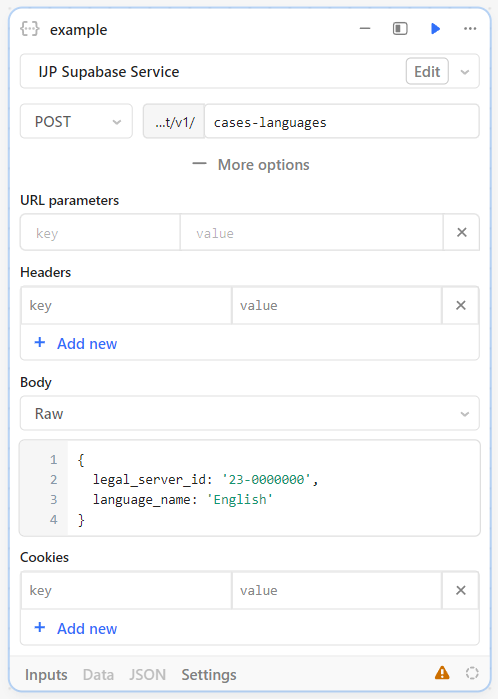 example
IJP Supabase Service
Edit
POST
...t/v1/
cases-languages
More options
URL parameters
key
value
Headers
key
value
+ Add new
Body
Raw
1 {
2 legal_server_id: '23-0000000',
3 language_name: 'English'
4 }
Cookies
key
value
+ Add new
Inputs Data JSON Settings